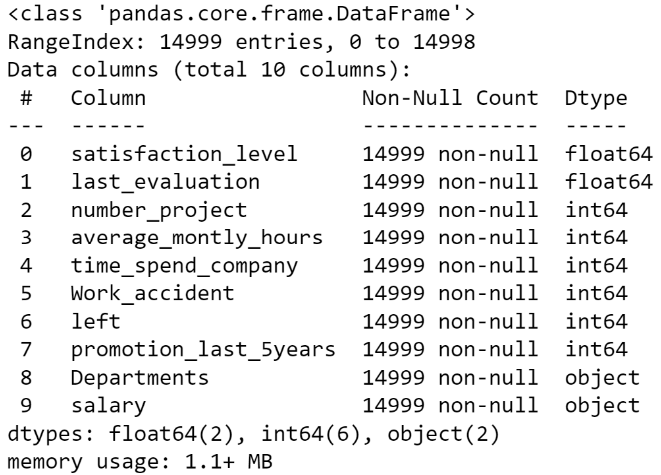 <class 'pandas.core.frame.DataFrame'>
RangeIndex: 14999 entries, 0 to 14998
Data columns (total 10 columns):
 #   Column                 Non-Null Count  Dtype
---  ------                 --------------  -----
 0   satisfaction_level     14999 non-null  float64
 1   last_evaluation        14999 non-null  float64
 2   number_project         14999 non-null  int64
 3   average_montly_hours   14999 non-null  int64
 4   time_spend_company     14999 non-null  int64
 5   Work_accident          14999 non-null  int64
 6   left                   14999 non-null  int64
 7   promotion_last_5years  14999 non-null  int64
 8   Departments            14999 non-null  object
 9   salary                 14999 non-null  object
dtypes: float64(2), int64(6), object(2)
memory usage: 1.1+ MB